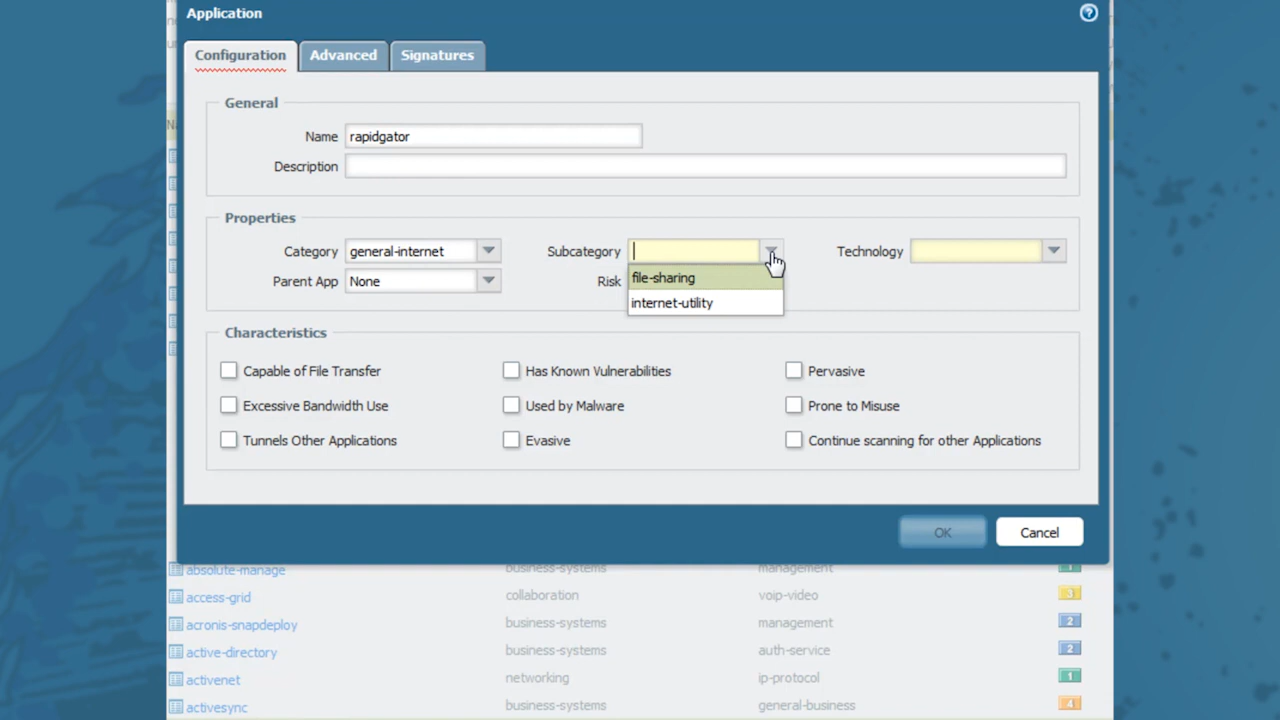 Application
Configuration Advanced Signatures
General
Name rapidgator
Description
Properties
Category general-internet Subcategory Technology
Parent App None Risk
file-sharing
internet-utility
Characteristics
Capable of File Transfer Has Known Vulnerabilities Pervasive
Excessive Bandwidth Use Used by Malware Prone to Misuse
Tunnels Other Applications Evasive Continue scanning for other Applications
OK Cancel
absolute-manage business-systems management 1
access-grid collaboration voip-video 3
acronis-snapdeploy business-systems management 2
active-directory business-systems auth-service 2
activenet networking ip-protocol 1
activesync business-systems general-business 4